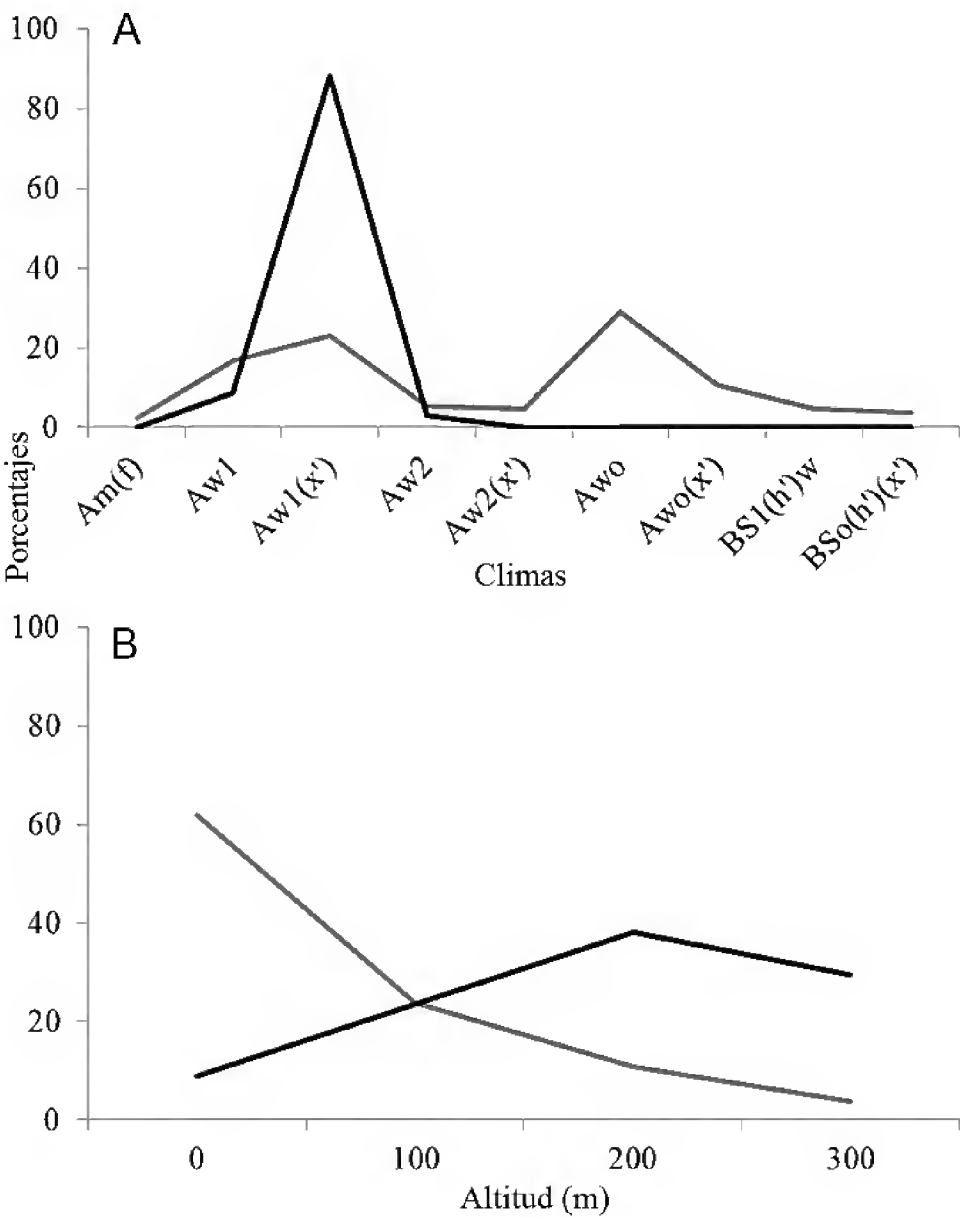 A
100
80
60
40
20
0
Porcentajes
Am(f)
Aw1
Aw1(x')
Aw2
Aw2(x')
Awo
Awo(x')
BS1(h')w
BSo(h')(x')
Climas
B
100
80
60
40
20
0
0 100 200 300
Altitud (m)